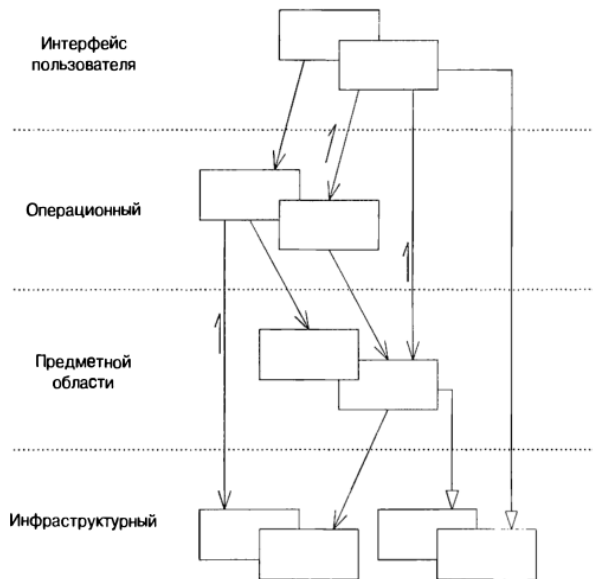 Интерфейс
пользователя
Операционный
Предметной
области
Инфраструктурный